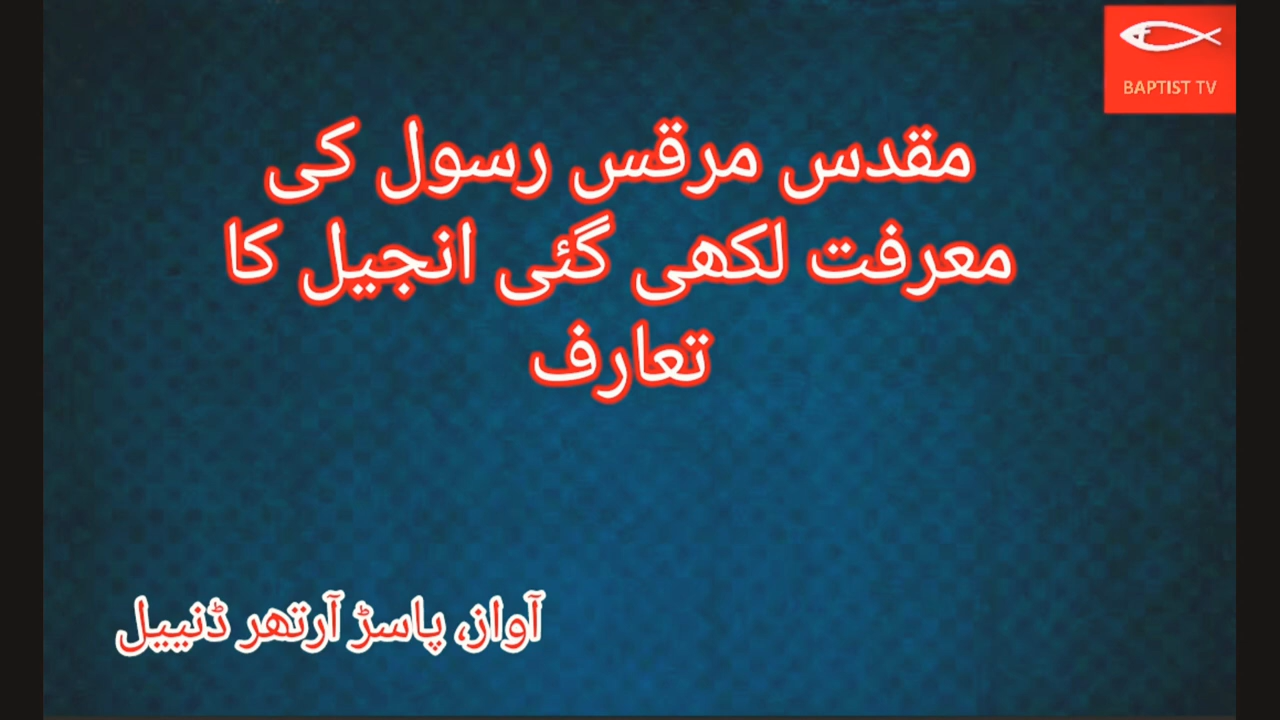 BAPTIST TV
مقدس مرقس رسول کی
معرفت لکھی گئی انجیل کا
تعارف
آواز، پاسڑ آرتھر ڈنییل